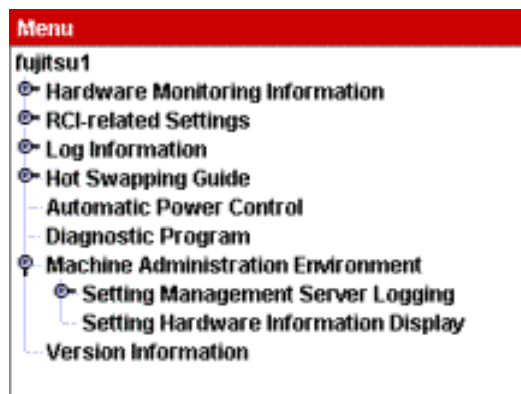 Menu
fujitsu1
Hardware Monitoring Information
RCI-related Settings
Log Information
Hot Swapping Guide
Automatic Power Control
Diagnostic Program
Machine Administration Environment
Setting Management Server Logging
Setting Hardware Information Display
Version Information